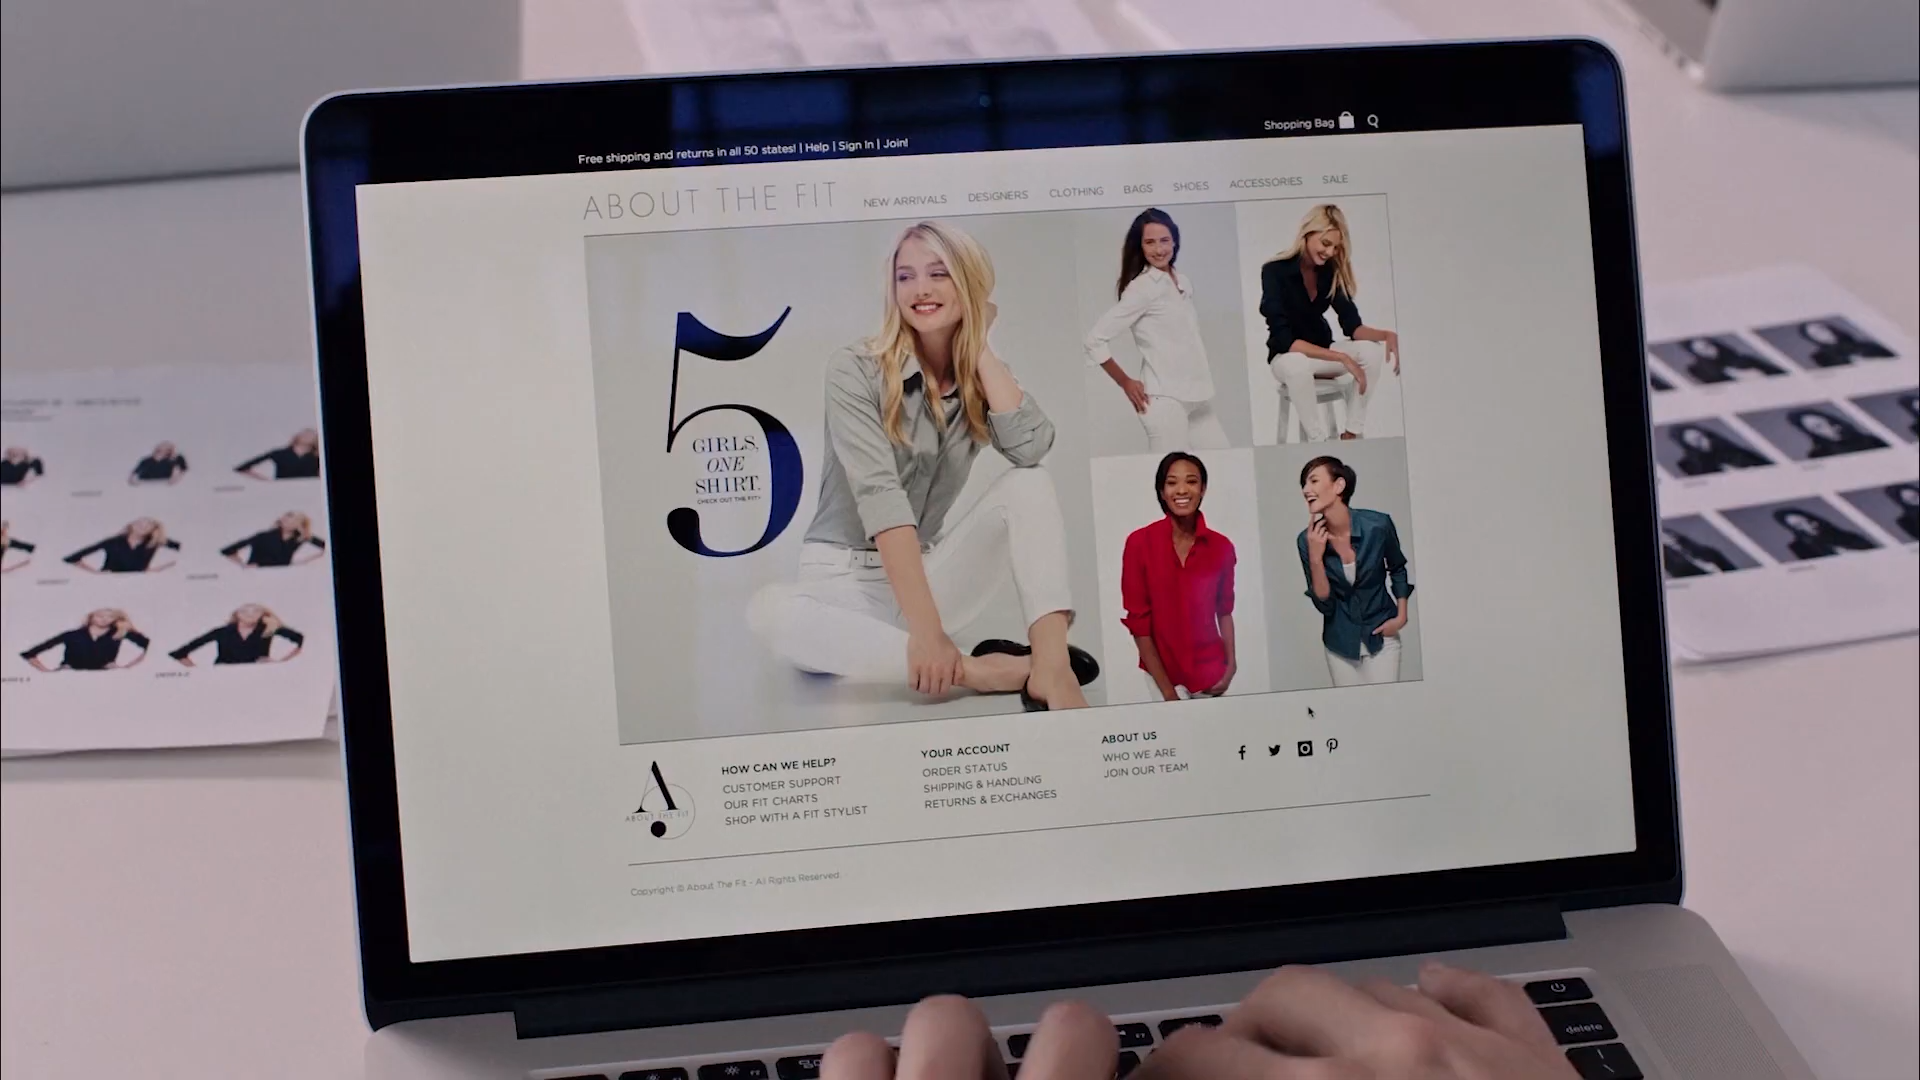 Shopping Bag
Free shipping and returns in all 50 states! | Help | Sign In | Join!
ABOUT THE FIT
NEW ARRIVALS DESIGNERS CLOTHING BAGS SHOES ACCESSORIES SALE
5
GIRLS,
ONE
SHIRT.
CHECK OUT THE FIT>
HOW CAN WE HELP?
CUSTOMER SUPPORT
OUR FIT CHARTS
SHOP WITH A FIT STYLIST
YOUR ACCOUNT
ORDER STATUS
SHIPPING & HANDLING
RETURNS & EXCHANGES
ABOUT US
WHO WE ARE
JOIN OUR TEAM
A
ABOUT THE FIT
Copyright © About The Fit - All Rights Reserved.
delete